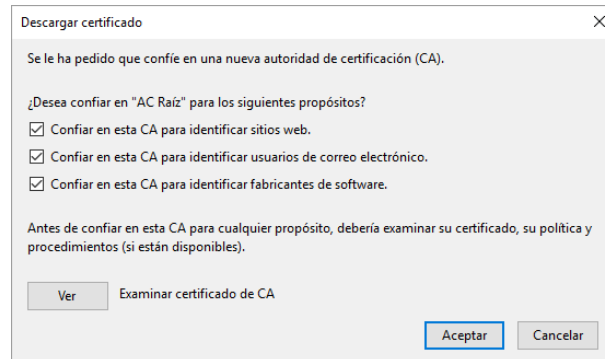 Descargar certificado
Se le ha pedido que confíe en una nueva autoridad de certificación (CA).
¿Desea confiar en "AC Raíz" para los siguientes propósitos?
Confiar en esta CA para identificar sitios web.
Confiar en esta CA para identificar usuarios de correo electrónico.
Confiar en esta CA para identificar fabricantes de software.
Antes de confiar en esta CA para cualquier propósito, debería examinar su certificado, su política y
procedimientos (si están disponibles).
Ver Examinar certificado de CA
Aceptar Cancelar